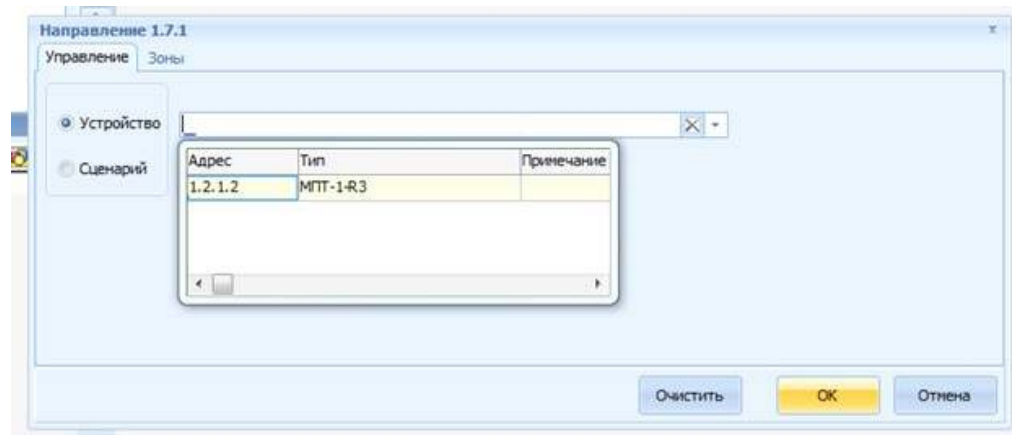 Направление 1.7.1
Управление Зоны
Устройство
Сценарий
Адрес Тип Примечание
1.2.1.2 МПТ-1-R3
Очистить ОК Отмена